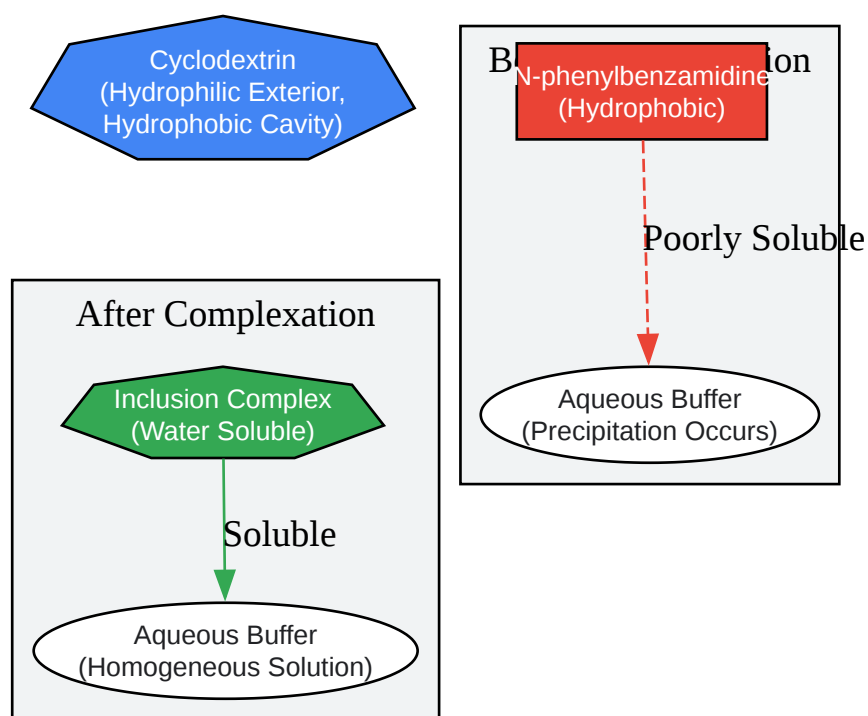 Cyclodextrin
(Hydrophilic Exterior,
Hydrophobic Cavity)
N-phenylbenzamidine
(Hydrophobic)
Poorly Soluble
Aqueous Buffer
(Precipitation Occurs)
After Complexation
Inclusion Complex
(Water Soluble)
Soluble
Aqueous Buffer
(Homogeneous Solution)